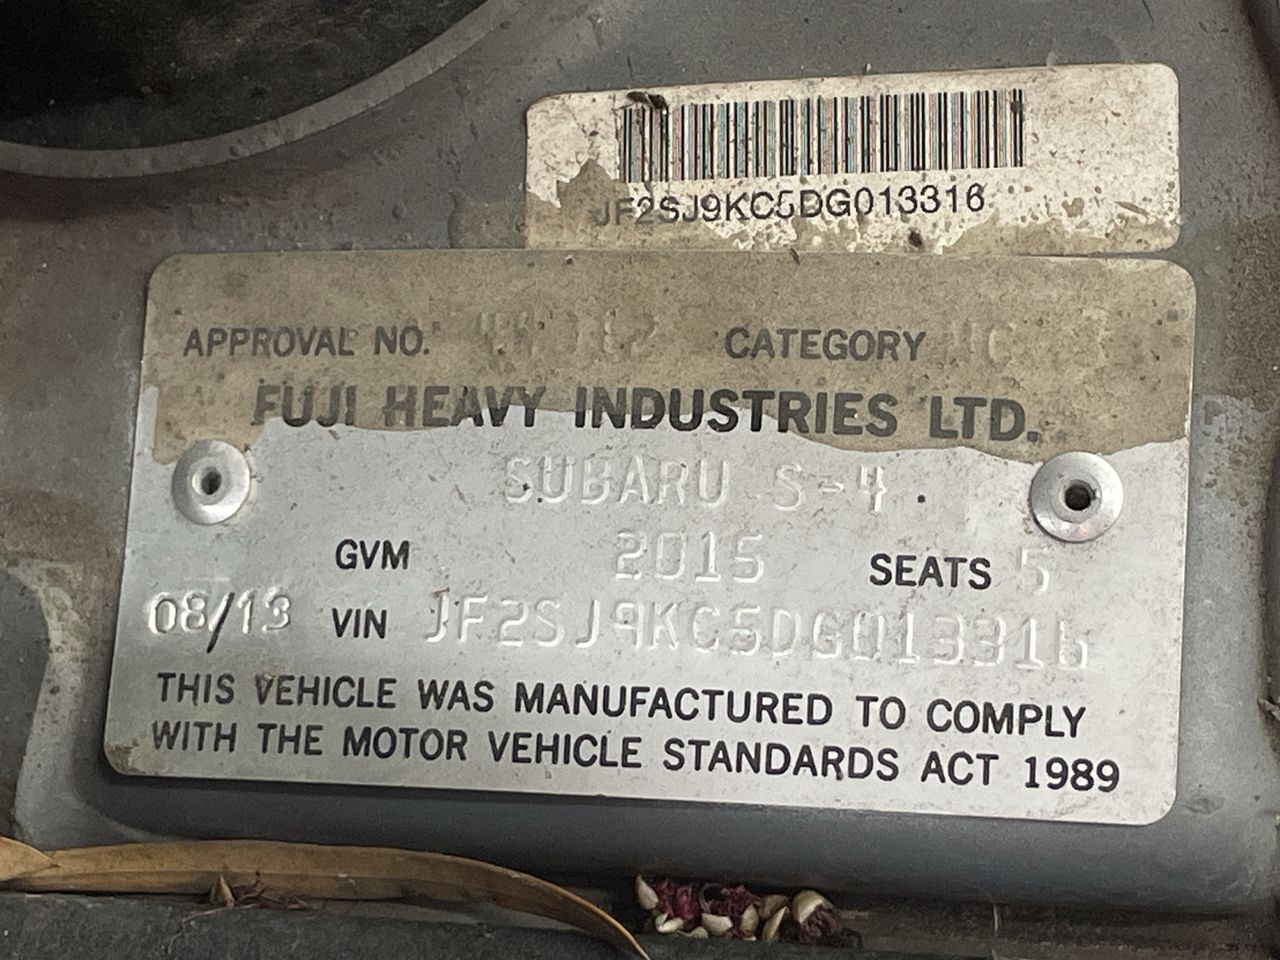 JF2SJ9KC5DG013316
APPROVAL NO. CATEGORY
FUJI HEAVY INDUSTRIES LTD.
SUBARU S-4
GVM 2015 SEATS 5
08/13 VIN JF2SJ9KC5DG013316
THIS VEHICLE WAS MANUFACTURED TO COMPLY
WITH THE MOTOR VEHICLE STANDARDS ACT 1989